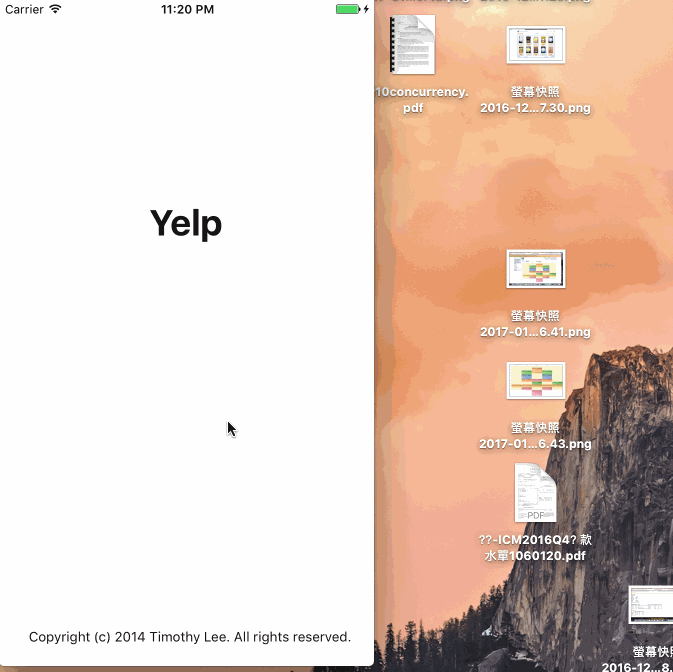 Carrier
11:20 PM
Yelp
Copyright (c) 2014 Timothy Lee. All rights reserved.
10concurrency.
pdf
螢幕快照
2016-12...7.30.png
螢幕快照
2017-01...6.41.png
螢幕快照
2017-01...6.43.png
PDF
??-ICM2016Q4? 款
水單1060120.pdf
螢幕快
2016-12...8.